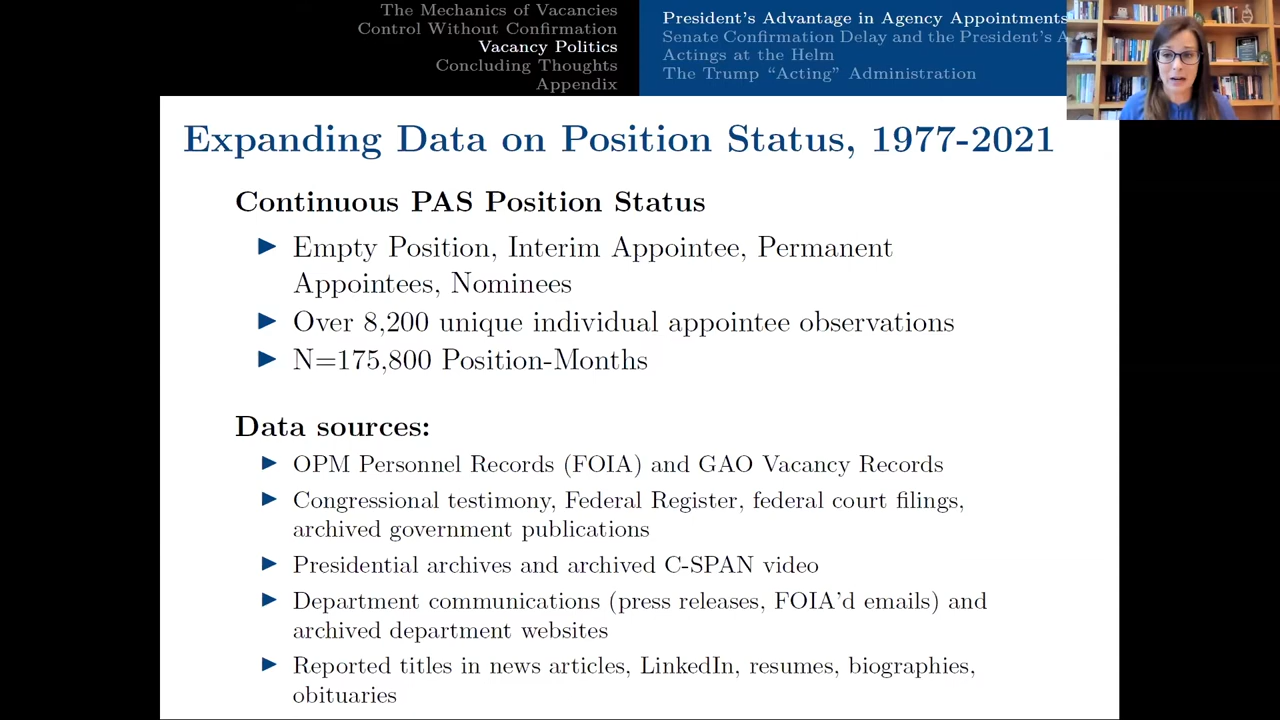 The Mechanics of Vacancies
Control Without Confirmation
Vacancy Politics
Concluding Thoughts
Appendix
President's Advantage in Agency Appointments
Senate Confirmation Delay and the President's A
Actings at the Helm
The Trump “Acting” Administration
Expanding Data on Position Status, 1977-2021
Continuous PAS Position Status
Empty Position, Interim Appointee, Permanent
Appointees, Nominees
Over 8,200 unique individual appointee observations
N=175,800 Position-Months
Data sources:
OPM Personnel Records (FOIA) and GAO Vacancy Records
Congressional testimony, Federal Register, federal court filings,
archived government publications
Presidential archives and archived C-SPAN video
Department communications (press releases, FOIA'd emails) and
archived department websites
Reported titles in news articles, LinkedIn, resumes, biographies,
obituaries